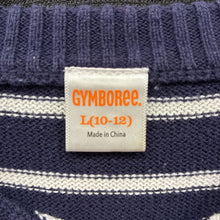 GYMBOREE.
L(10-12)
Made in China